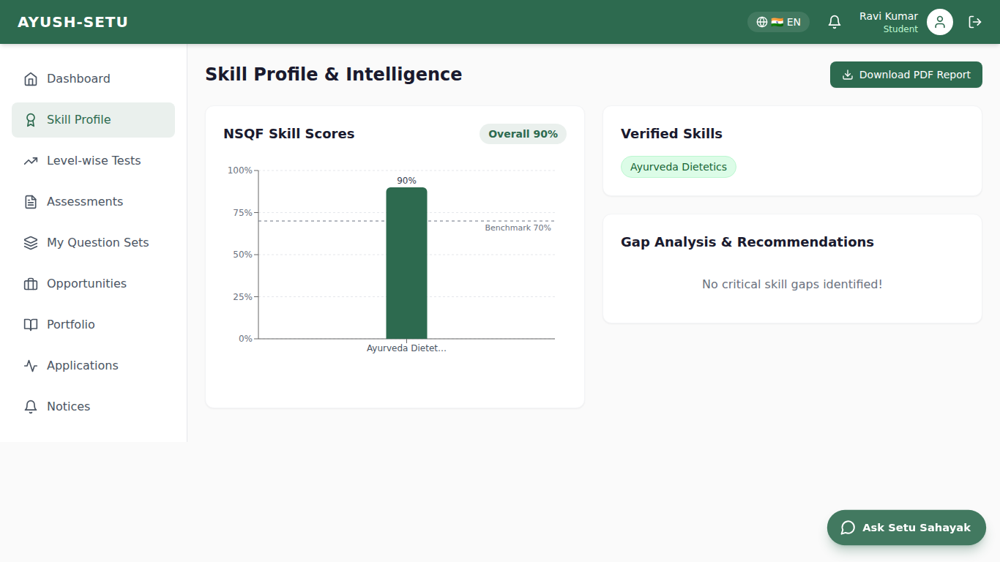 AYUSH-SETU
🇮🇳 EN
Ravi Kumar
Student
Dashboard
Skill Profile
Level-wise Tests
Assessments
My Question Sets
Opportunities
Portfolio
Applications
Notices
Skill Profile & Intelligence
Download PDF Report
NSQF Skill Scores
Overall 90%
100%
75%
50%
25%
0%
90%
Benchmark 70%
Ayurveda Dietet...
Verified Skills
Ayurveda Dietetics
Gap Analysis & Recommendations
No critical skill gaps identified!
Ask Setu Sahayak